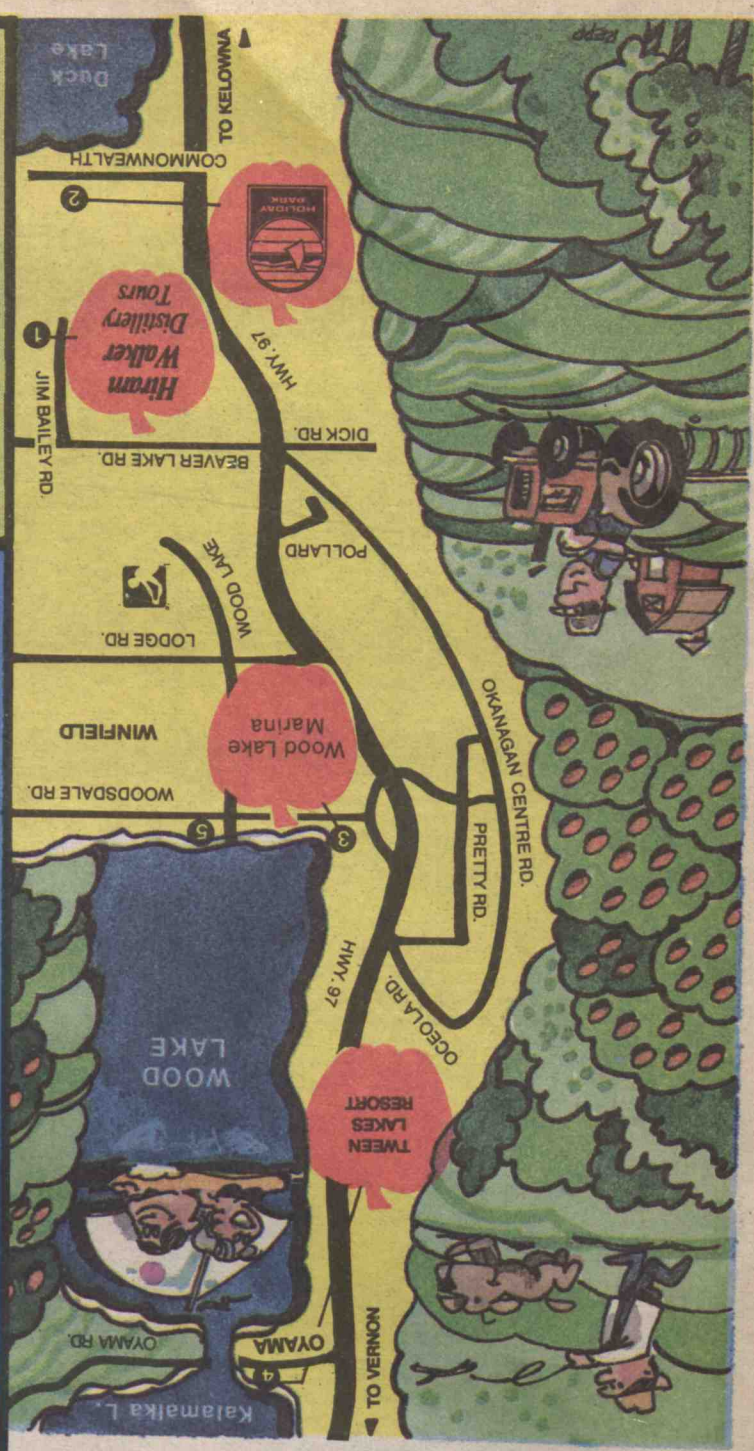 Kalamalka L.
OYAMA RD.
OYAMA
4
TO VERNON
TWEEN
LAKES
RESORT
WOOD
LAKE
HWY. 97
OCEOLA RD.
PRETTY RD.
OKANAGAN CENTRE RD.
3
5
WOODSDALE RD.
Wood Lake
Marina
WINFIELD
LODGE RD.
WOOD LAKE
POLLARD
BEAVER LAKE RD.
DICK RD.
JIM BAILEY RD.
HWY. 97
1
Hiram
Walker
Distillery
Tours
2
HOLIDAY
PARK
COMMONWEALTH
TO KELOWNA
Duck
Lake
REPP